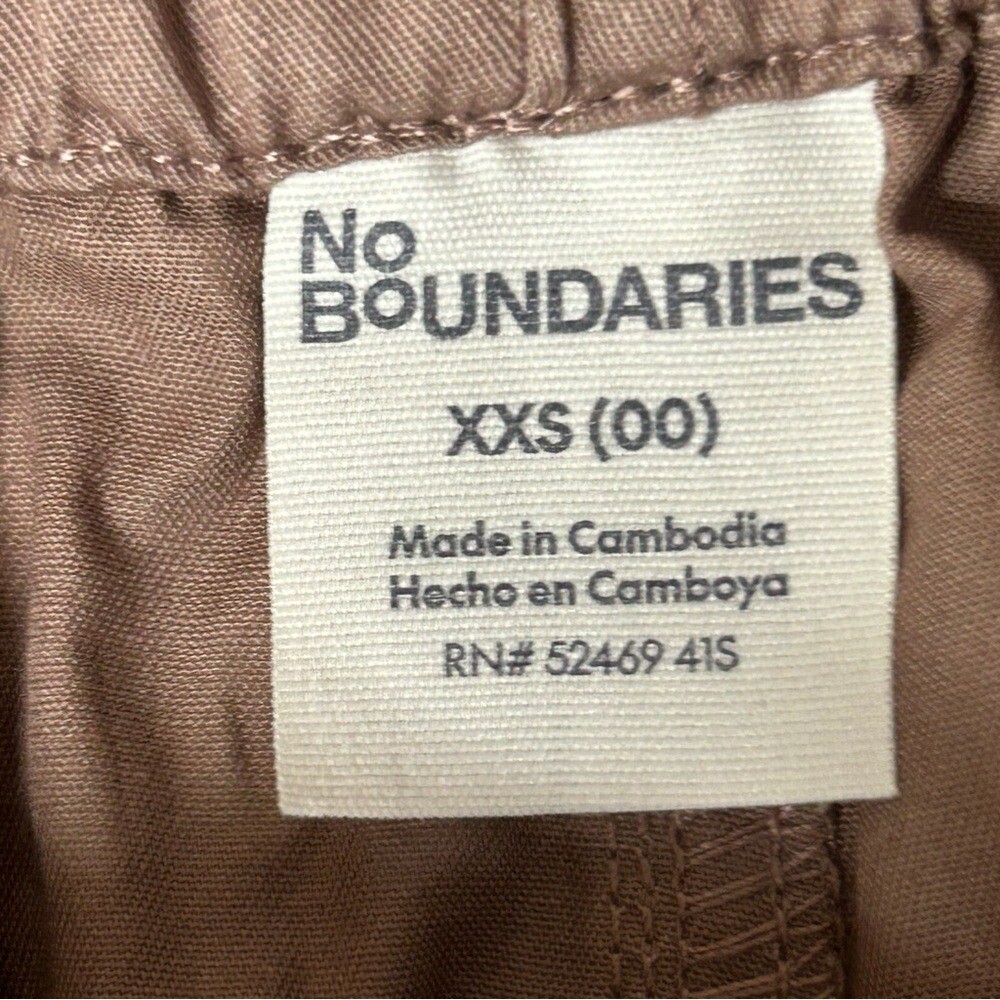 No
BoUNDARIES
XXS (00)
Made in Cambodia
Hecho en Camboya
RN# 52469 41S